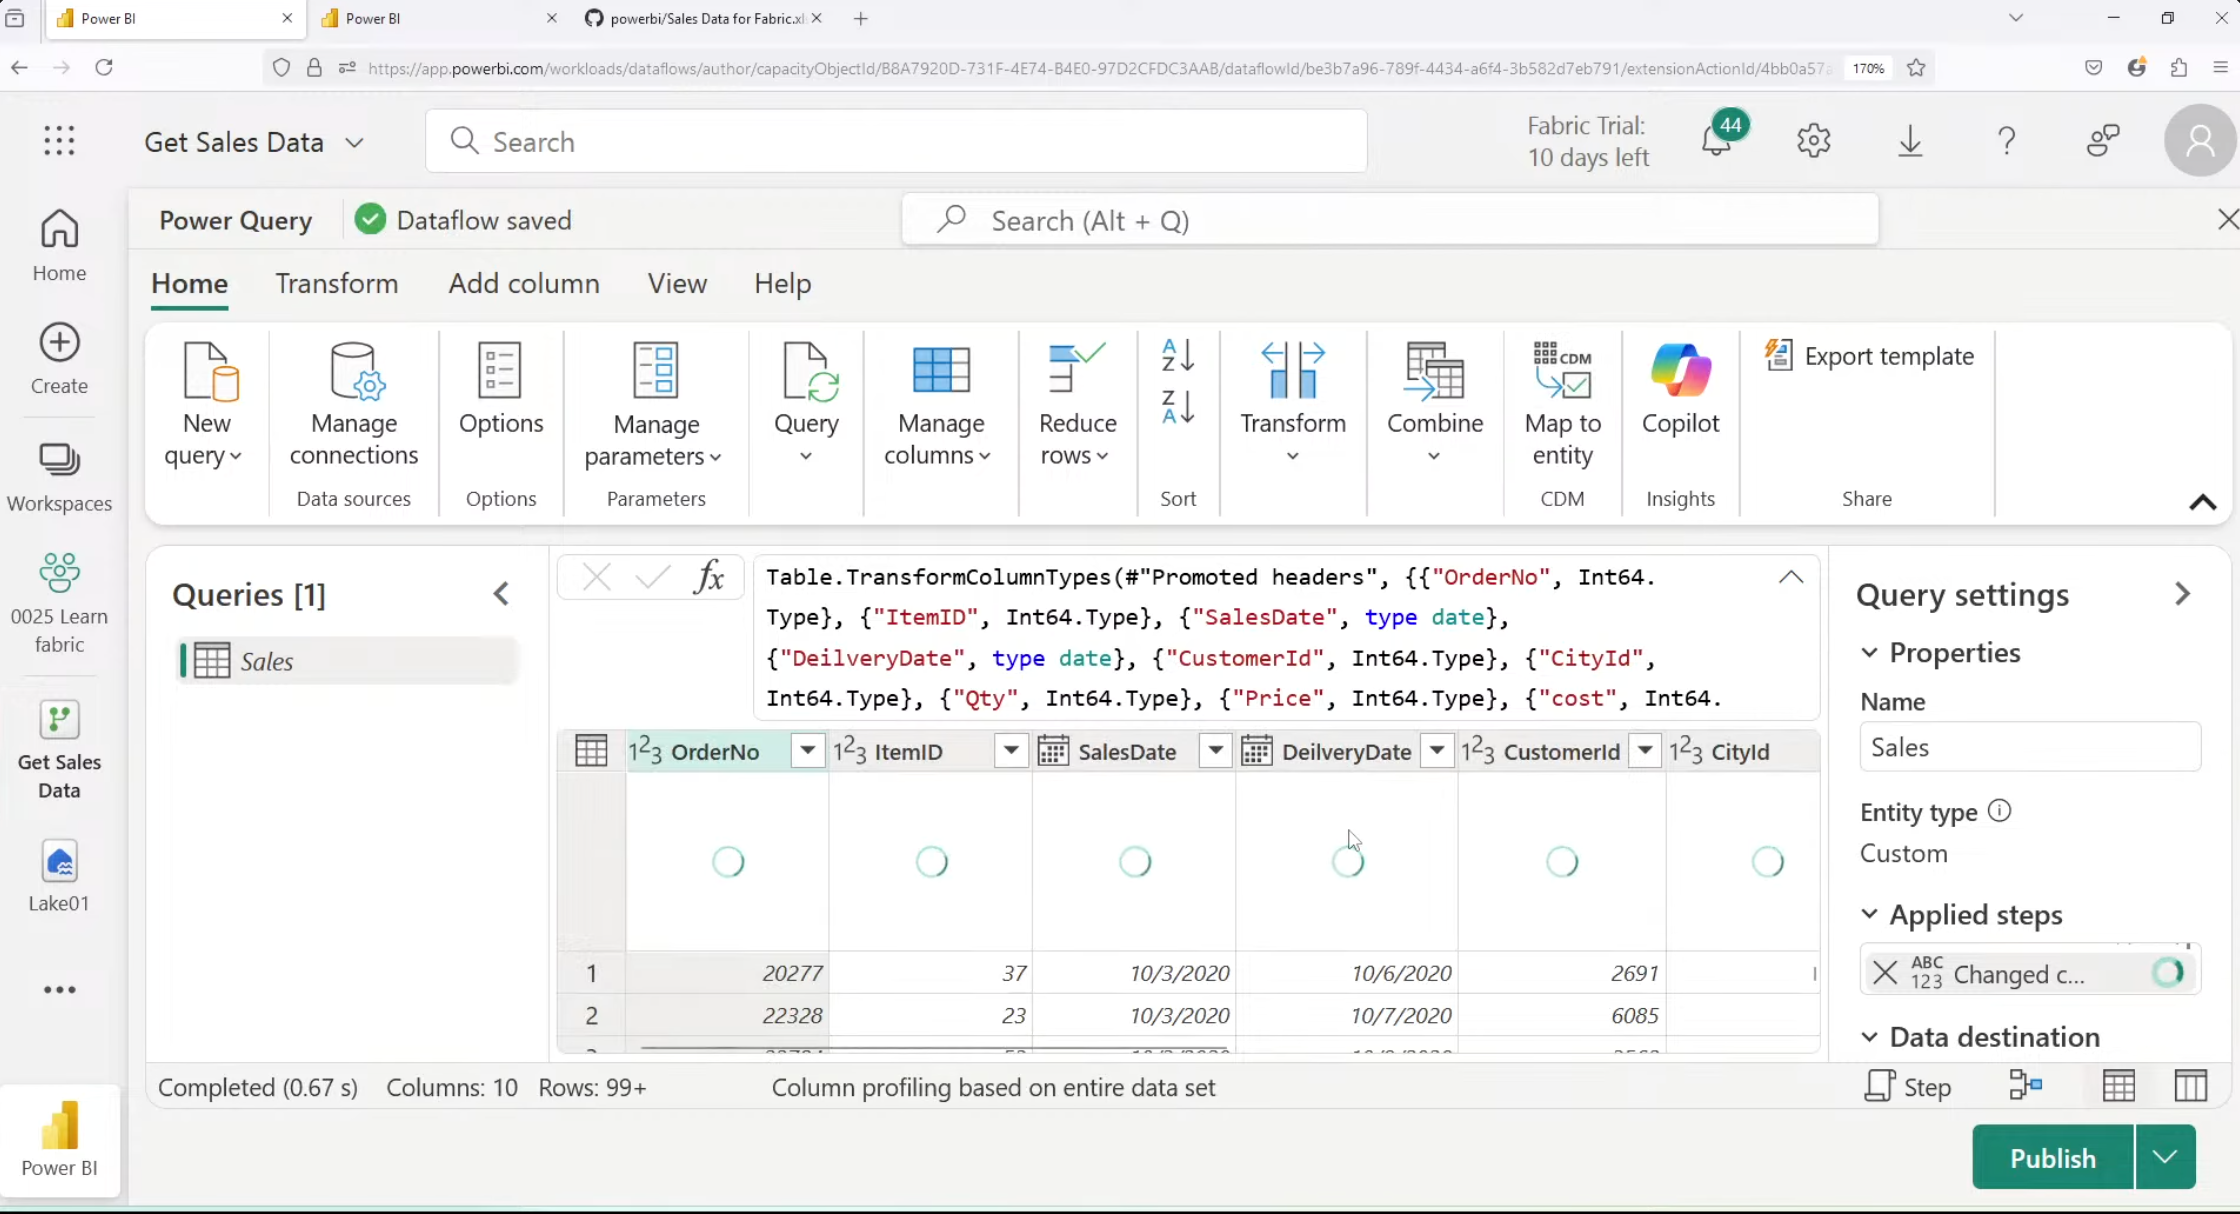 Power BI
Power BI
powerbi/Sales Data for Fabric.xl
https://app.powerbi.com/workloads/dataflows/author/capacityObjectId/B8A7920D-731F-4E74-B4E0-97D2CFDC3AAB/dataflowId/be3b7a96-789f-4434-a6f4-3b582d7eb791/extensionActionId/4bb0a57a
170%
Get Sales Data
Search
Fabric Trial:
10 days left
44
Power Query
Dataflow saved
Search (Alt + Q)
Home
Create
Workspaces
0025 Learn
fabric
Get Sales
Data
Lake01
Power BI
Home Transform Add column View Help
New
query
Manage
connections
Data sources
Options
Options
Manage
parameters
Parameters
Query
Manage
columns
Reduce
rows
A
Z
Z
A
Sort
Transform
Combine
CDM
Map to
entity
CDM
Copilot
Insights
Export template
Share
Queries [1]
Sales
fx
Table.TransformColumnTypes(#"Promoted headers", {{"OrderNo", Int64.
Type}, {"ItemID", Int64.Type}, {"SalesDate", type date},
{"DeilveryDate", type date}, {"CustomerId", Int64.Type}, {"CityId",
Int64.Type}, {"Qty", Int64.Type}, {"Price", Int64.Type}, {"cost", Int64.
123 OrderNo 123 ItemID SalesDate DeilveryDate 123 CustomerId 123 CityId
1 20277 37 10/3/2020 10/6/2020 2691
2 22328 23 10/3/2020 10/7/2020 6085
Query settings
Properties
Name
Sales
Entity type
Custom
Applied steps
ABC
123 Changed c...
Data destination
Completed (0.67 s) Columns: 10 Rows: 99+ Column profiling based on entire data set
Step
Publish